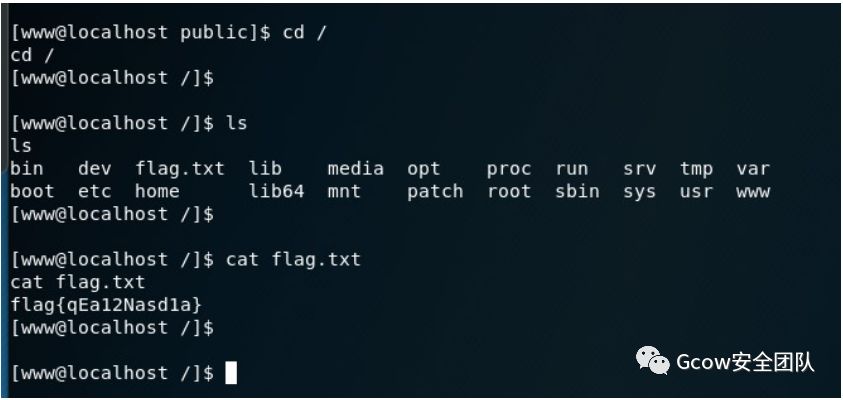 [www@localhost public]$ cd /
cd /
[www@localhost /]$
[www@localhost /]$ ls
ls
bin dev flag.txt lib media opt proc run srv tmp var
boot etc home lib64 mnt patch root sbin sys usr www
[www@localhost /]$
[www@localhost /]$ cat flag.txt
cat flag.txt
flag{qEa12Nasd1a}
[www@localhost /]$
[www@localhost /]$
Gcow安全团队